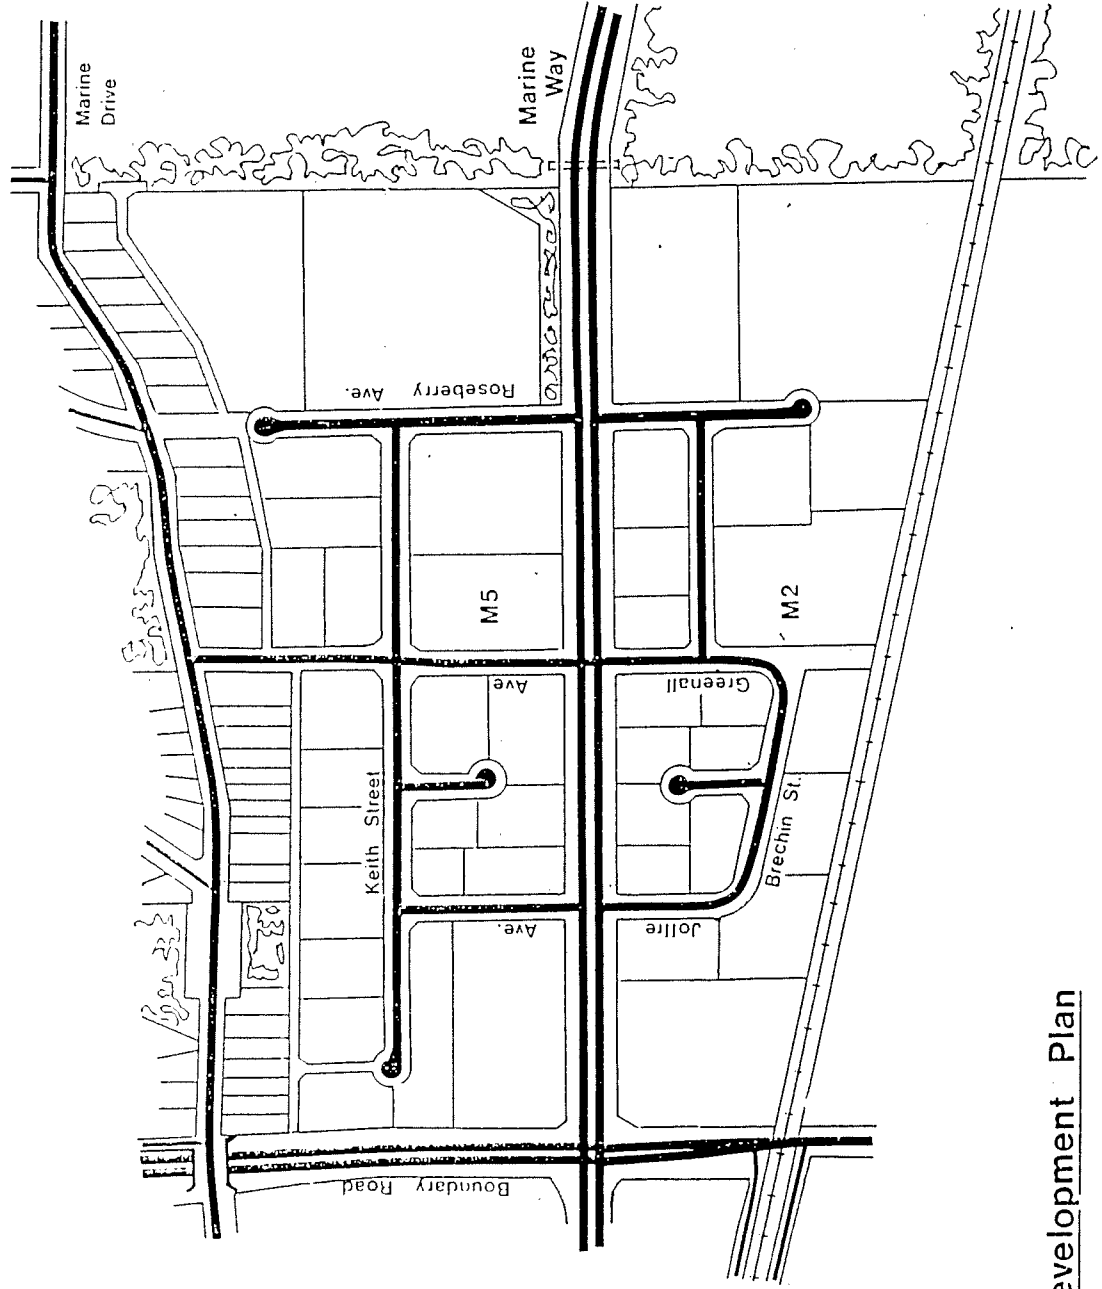 Marine
Drive
Marine
Way
Roseberry Ave.
M5
M2
Greenall Ave
Keith Street
Brechin St.
Joffre Ave.
Boundary Road
evelopment Plan